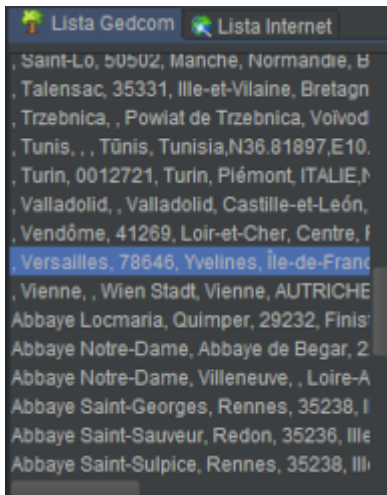 Lista Gedcom Lista Internet
, Saint-Lô, 50502, Manche, Normandie, B
, Talensac, 35331, Ille-et-Vilaine, Bretagn
, Trzebnica, , Powiat de Trzebnica, Voïvod
, Tunis, , , Tūnis, Tunisia,N36.81897,E10.
, Turin, 0012721, Turin, Piémont, ITALIE,N
, Valladolid, , Valladolid, Castille-et-León,
, Vendôme, 41269, Loir-et-Cher, Centre, F
, Versailles, 78646, Yvelines, Île-de-Franc
, Vienne, , Wien Stadt, Vienne, AUTRICHE
Abbaye Locmaria, Quimper, 29232, Finis
Abbaye Notre-Dame, Abbaye de Begar, 2
Abbaye Notre-Dame, Villeneuve, , Loire-A
Abbaye Saint-Georges, Rennes, 35238, I
Abbaye Saint-Sauveur, Redon, 35236, Ille
Abbaye Saint-Sulpice, Rennes, 35238, Ille